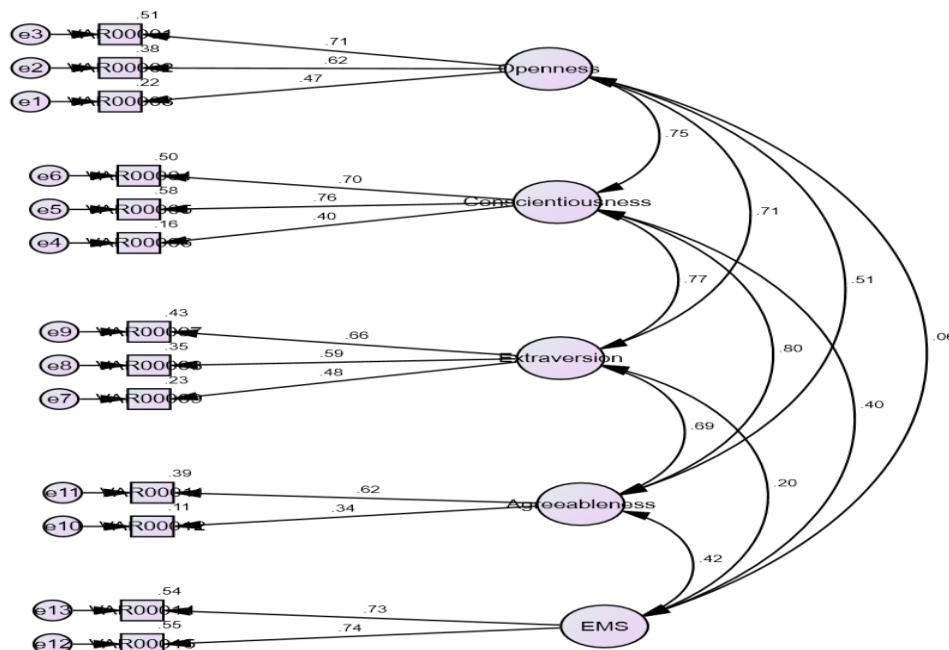 .51
e3
.71
.38
e2
.62
Openness
.22
e1
.47
.75
.50
e6
.70
.58
e5
.76
Conscientiousness
.16
e4
.40
.71
.77
.51
.43
e9
.66
.06
.35
e8
.59
Extraversion
.80
.23
e7
.48
.40
.69
.39
e11
.62
.20
.11
e10
.34
Agreeableness
.42
.54
e13
.73
.55
e12
.74
EMS